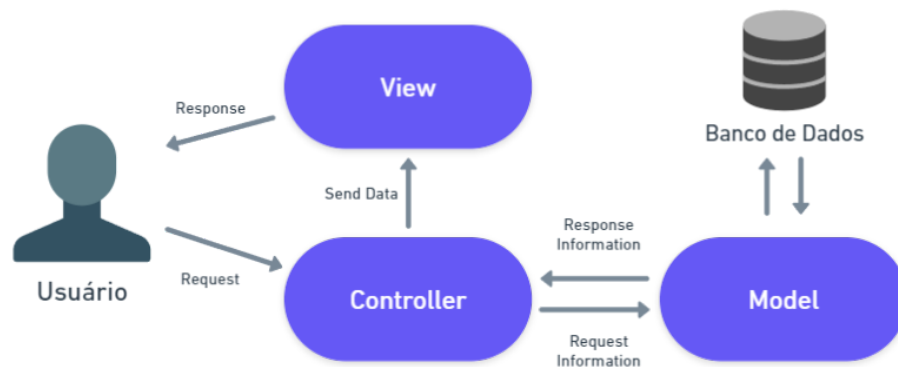 View
Response
Banco de Dados
Send Data
Response
Information
Request
Usuário
Controller
Model
Request
Information